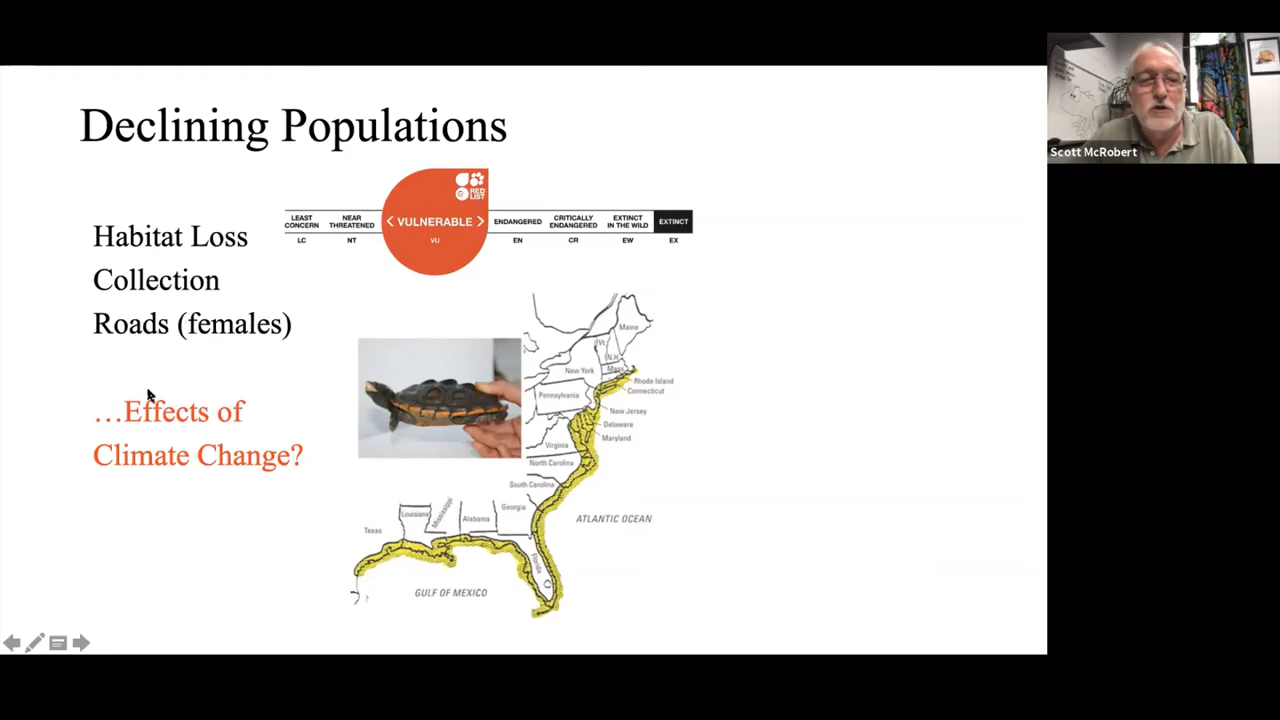 Declining Populations
Habitat Loss
Collection
Roads (females)
…Effects of
Climate Change?
RED
LIST
LEAST
CONCERN
LC
NEAR
THREATENED
NT
< VULNERABLE >
VU
ENDANGERED
EN
CRITICALLY
ENDANGERED
CR
EXTINCT
IN THE WILD
EW
EXTINCT
EX
Maine
Vt.
N.H.
Mass.
New York
Rhode Island
Connecticut
Pennsylvania
New Jersey
Delaware
Maryland
Virginia
North Carolina
South Carolina
Georgia
Alabama
Mississippi
Louisiana
Texas
Florida
ATLANTIC OCEAN
GULF OF MEXICO
Scott McRobert